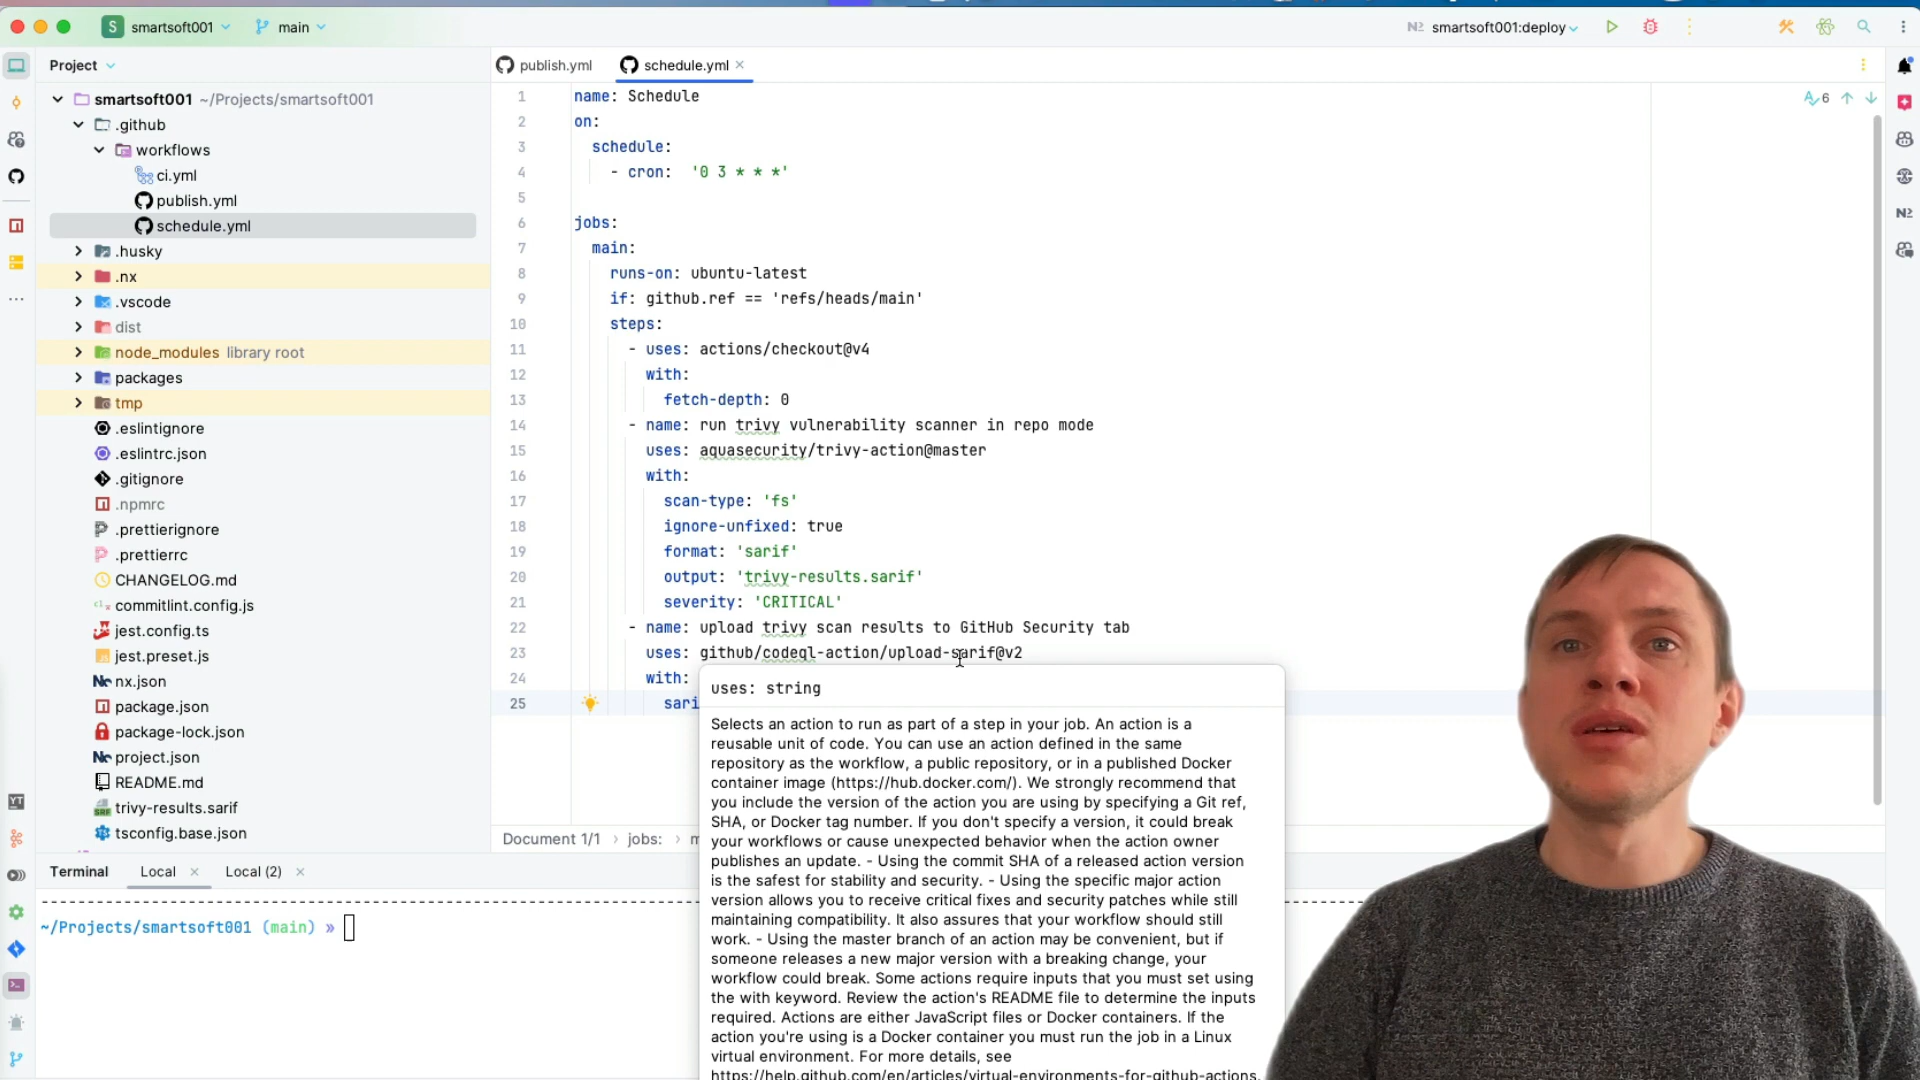 S smartsoft001 main smartsoft001:deploy
Project
publish.yml schedule.yml
smartsoft001 ~/Projects/smartsoft001
.github
workflows
ci.yml
publish.yml
schedule.yml
.husky
.nx
.vscode
dist
node_modules library root
packages
tmp
.eslintignore
.eslintrc.json
.gitignore
.npmrc
.prettierignore
.prettierrc
CHANGELOG.md
commitlint.config.js
jest.config.ts
jest.preset.js
nx.json
package.json
package-lock.json
project.json
README.md
trivy-results.sarif
tsconfig.base.json
6
1 name: Schedule
2 on:
3 schedule:
4 - cron: '0 3 * * *'
5
6 jobs:
7 main:
8 runs-on: ubuntu-latest
9 if: github.ref == 'refs/heads/main'
10 steps:
11 - uses: actions/checkout@v4
12 with:
13 fetch-depth: 0
14 - name: run trivy vulnerability scanner in repo mode
15 uses: aquasecurity/trivy-action@master
16 with:
17 scan-type: 'fs'
18 ignore-unfixed: true
19 format: 'sarif'
20 output: 'trivy-results.sarif'
21 severity: 'CRITICAL'
22 - name: upload trivy scan results to GitHub Security tab
23 uses: github/codeql-action/upload-sarif@v2
24 with:
25 sari
uses: string
Selects an action to run as part of a step in your job. An action is a
reusable unit of code. You can use an action defined in the same
repository as the workflow, a public repository, or in a published Docker
container image (https://hub.docker.com/). We strongly recommend that
you include the version of the action you are using by specifying a Git ref,
SHA, or Docker tag number. If you don't specify a version, it could break
your workflows or cause unexpected behavior when the action owner
publishes an update. - Using the commit SHA of a released action version
is the safest for stability and security. - Using the specific major action
version allows you to receive critical fixes and security patches while still
maintaining compatibility. It also assures that your workflow should still
work. - Using the master branch of an action may be convenient, but if
someone releases a new major version with a breaking change, your
workflow could break. Some actions require inputs that you must set using
the with keyword. Review the action's README file to determine the inputs
required. Actions are either JavaScript files or Docker containers. If the
action you're using is a Docker container you must run the job in a Linux
virtual environment. For more details, see
https://help.github.com/en/articles/virtual-environments-for-github-actions.
Document 1/1 › jobs: › m
Terminal Local Local (2)
~/Projects/smartsoft001 (main) »